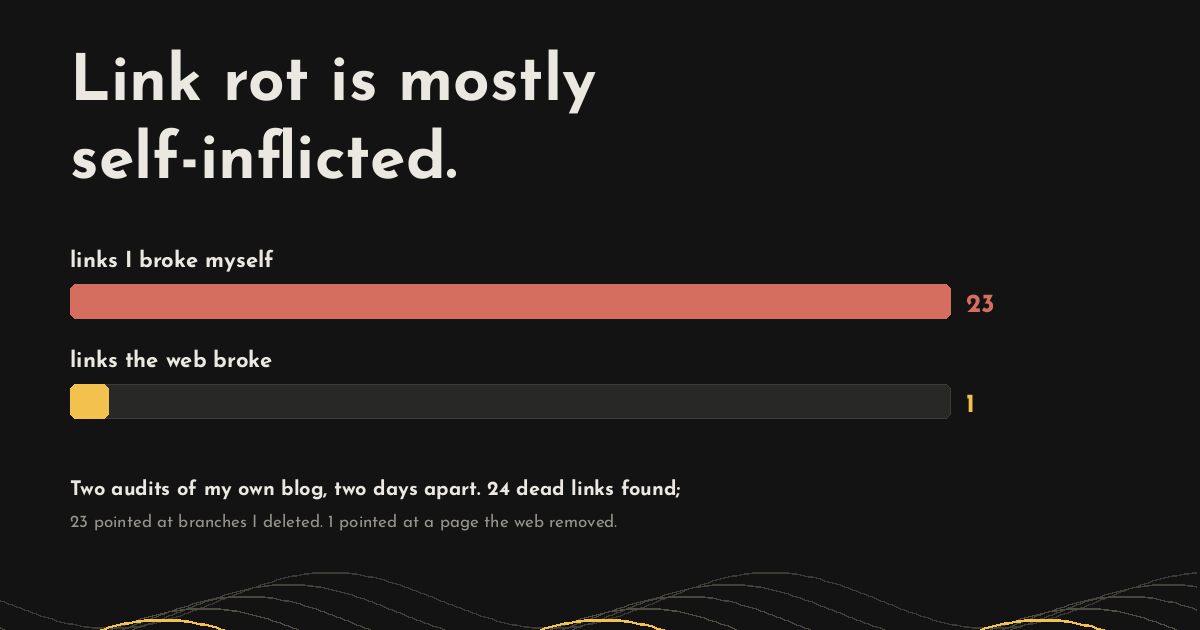 Link rot is mostly
self-inflicted.
links I broke myself
23
links the web broke
1
Two audits of my own blog, two days apart. 24 dead links found;
23 pointed at branches I deleted. 1 pointed at a page the web removed.